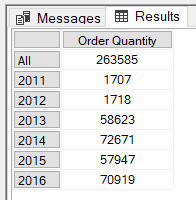 Messages Results
Order Quantity
All 263585
2011 1707
2012 1718
2013 58623
2014 72671
2015 57947
2016 70919